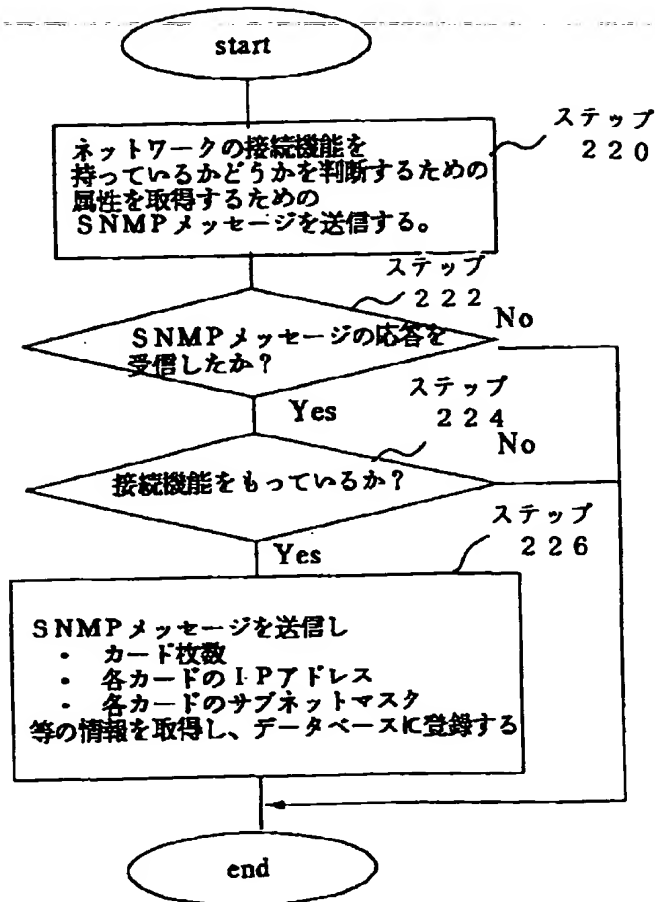 start
ステップ
220
ネットワークの接続機能を
持っているかどうかを判断するための
属性を取得するための
SNMPメッセージを送信する。
ステップ
222
No
SNMPメッセージの応答を
受信したか?
Yes
ステップ
224
No
接続機能をもっているか?
Yes
ステップ
226
SNMPメッセージを送信し
・ カード枚数
・ 各カードのIPアドレス
・ 各カードのサブネットマスク
等の情報を取得し、データベースに登録する
end